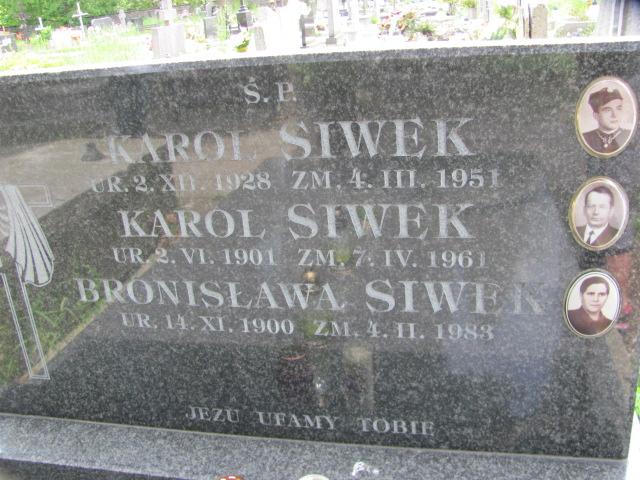 Ś. P.
KAROL SIWEK
UR. 2. XII. 1928 ZM. 4. III. 1951
KAROL SIWEK
UR. 2. VI. 1901 ZM. 7. IV. 1961
BRONISŁAWA SIWEK
UR. 14. XI. 1900 ZM. 4. II. 1983
JEZU UFAMY TOBIE